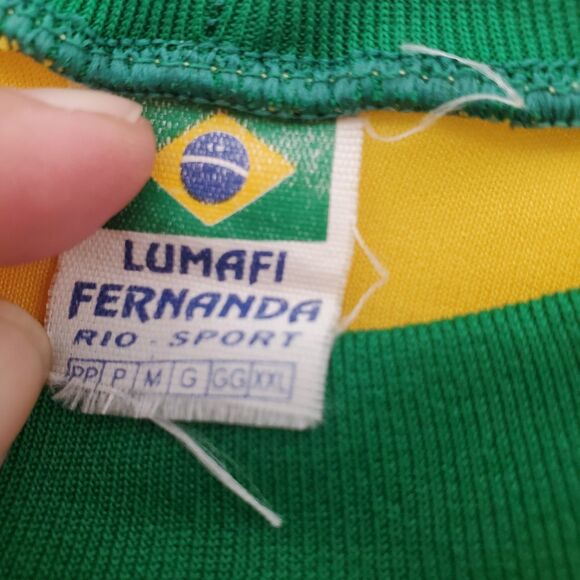 LUMAFI
FERNANDA
RIO - SPORT
PP P M G GG XXL